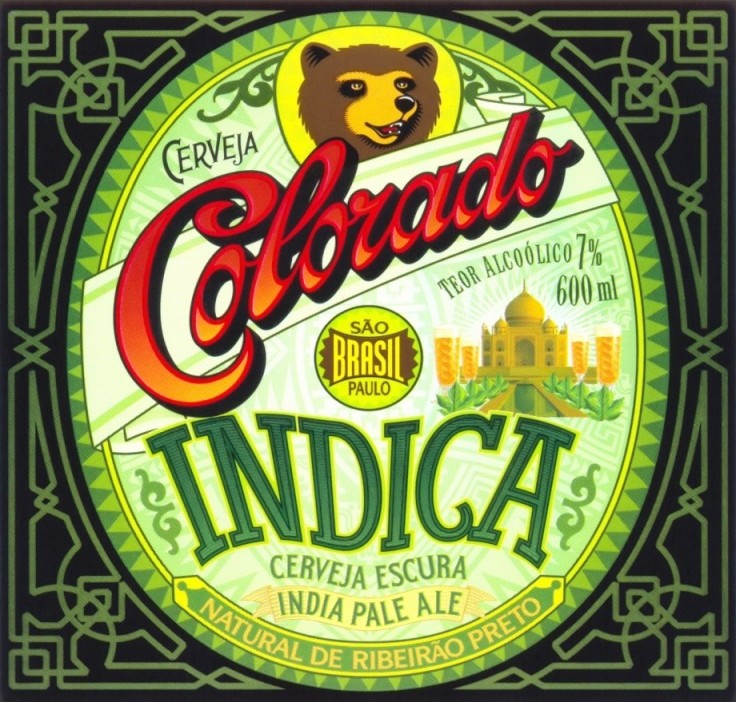 CERVEJA
Colorado
TEOR ALCOÓLICO 7%
600 ml
SÃO
BRASIL
PAULO
INDICA
CERVEJA ESCURA
INDIA PALE ALE
NATURAL DE RIBEIRÃO PRETO